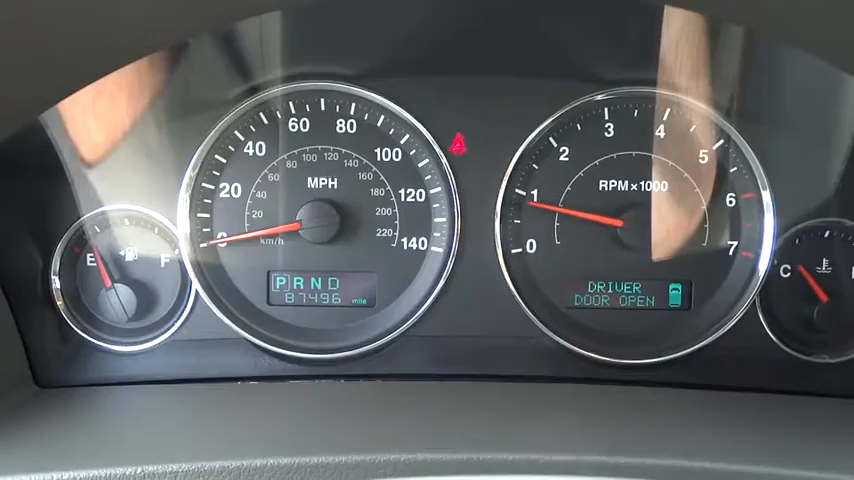 E F
0 20 40 60 80 100 120 140
20 40 60 80 100 120 140 160 180 200 220
MPH
km/h
PRND
87496 mile
0 1 2 3 4 5 6 7
RPM×1000
DRIVER
DOOR OPEN
C